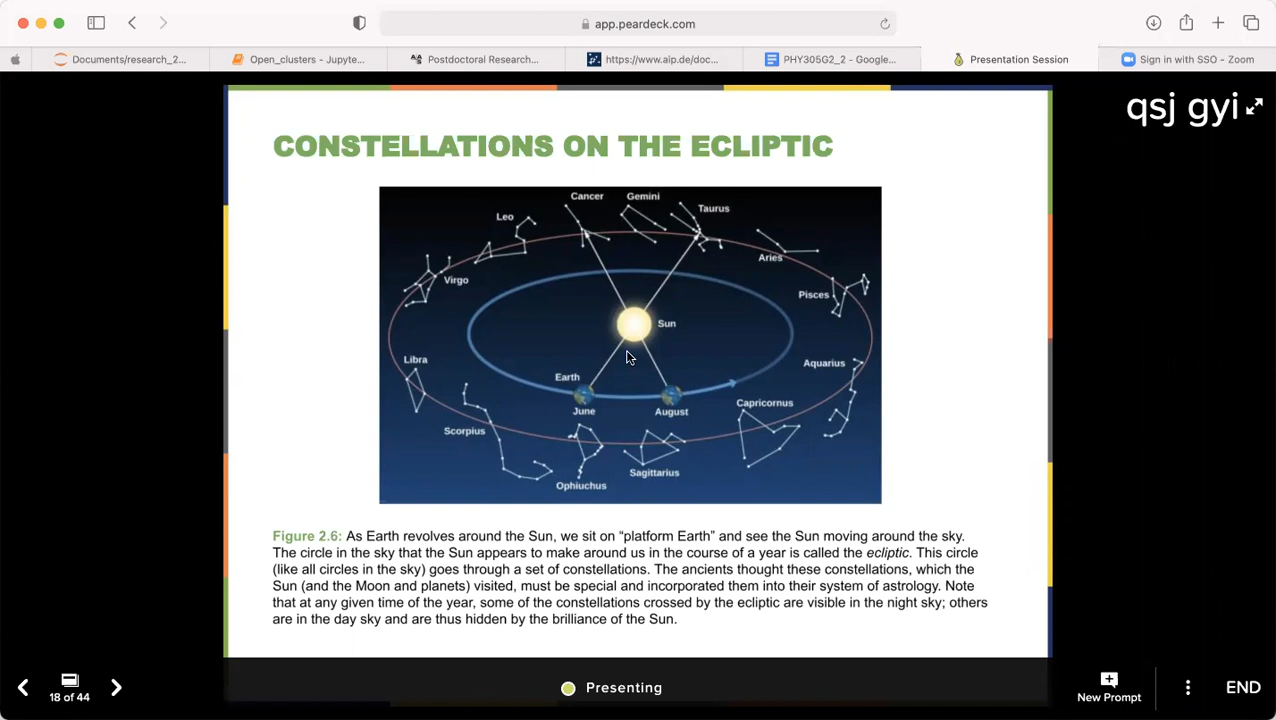 app.peardeck.com
Documents/research_2...
Open_clusters - Jupyte...
Postdoctoral Research...
https://www.aip.de/doc...
PHY305G2_2 - Google...
Presentation Session
Sign in with SSO - Zoom
qsj gyi
CONSTELLATIONS ON THE ECLIPTIC
Cancer
Gemini
Taurus
Leo
Aries
Virgo
Pisces
Sun
Libra
Aquarius
Earth
Capricornus
June
August
Scorpius
Sagittarius
Ophiuchus
Figure 2.6: As Earth revolves around the Sun, we sit on “platform Earth” and see the Sun moving around the sky.
The circle in the sky that the Sun appears to make around us in the course of a year is called the ecliptic. This circle
(like all circles in the sky) goes through a set of constellations. The ancients thought these constellations, which the
Sun (and the Moon and planets) visited, must be special and incorporated them into their system of astrology. Note
that at any given time of the year, some of the constellations crossed by the ecliptic are visible in the night sky; others
are in the day sky and are thus hidden by the brilliance of the Sun.
18 of 44
Presenting
New Prompt
END